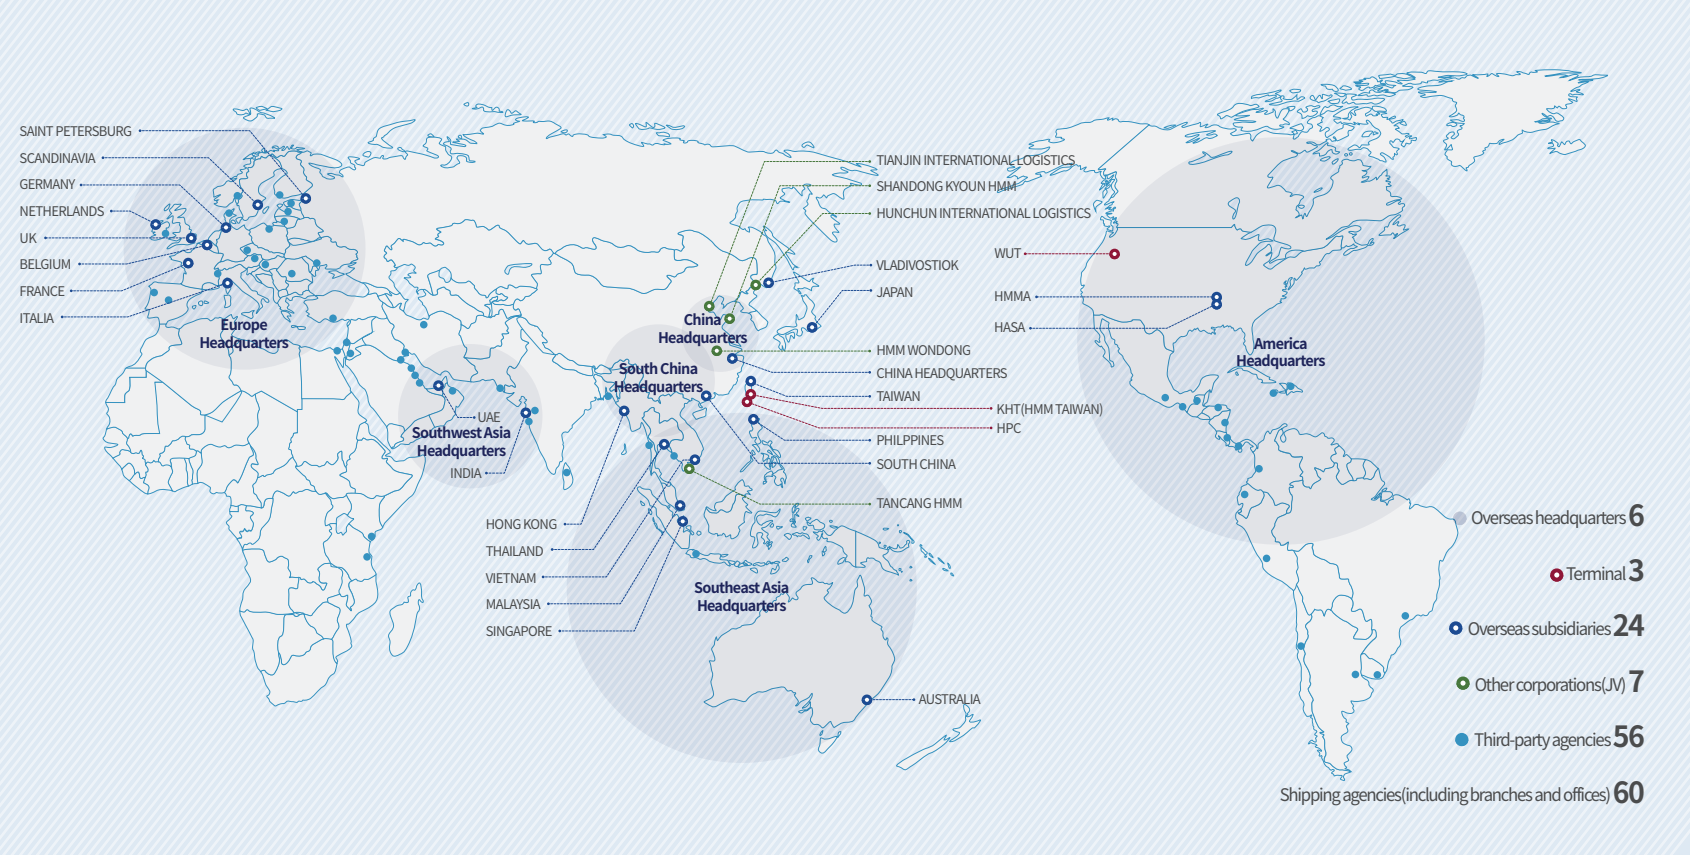 SAINT PETERSBURG
SCANDINAVIA
GERMANY
NETHERLANDS
UK
BELGIUM
FRANCE
ITALIA
Europe
Headquarters
UAE
Southwest Asia
Headquarters
INDIA
HONG KONG
THAILAND
VIETNAM
MALAYSIA
SINGAPORE
China
Headquarters
South China
Headquarters
Southeast Asia
Headquarters
TIANJIN INTERNATIONAL LOGISTICS
SHANDONG KYOUN HMM
HUNCHUN INTERNATIONAL LOGISTICS
VLADIVOSTIOK
JAPAN
HMM WONDONG
CHINA HEADQUARTERS
TAIWAN
KHT(HMM TAIWAN)
HPC
PHILPPINES
SOUTH CHINA
TANCANG HMM
AUSTRALIA
WUT
HMMA
HASA
America
Headquarters
Overseas headquarters 6
Terminal 3
Overseas subsidiaries 24
Other corporations(JV) 7
Third-party agencies 56
Shipping agencies(including branches and offices) 60